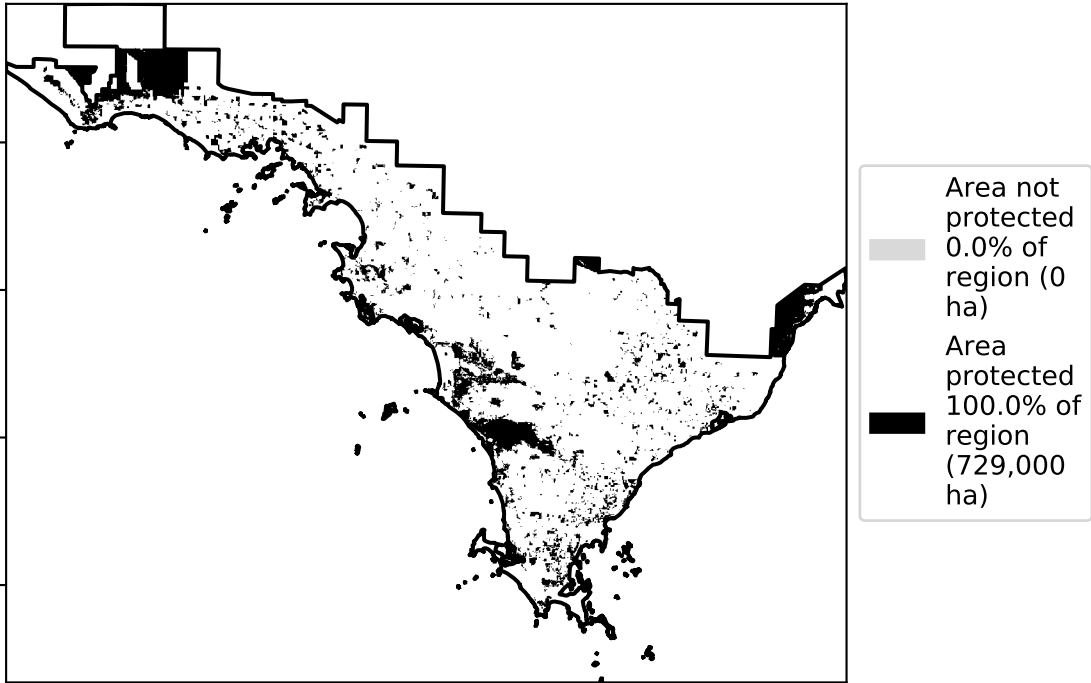 Area not
protected
0.0% of
region (0
ha)
Area
protected
100.0% of
region
(729,000
ha)